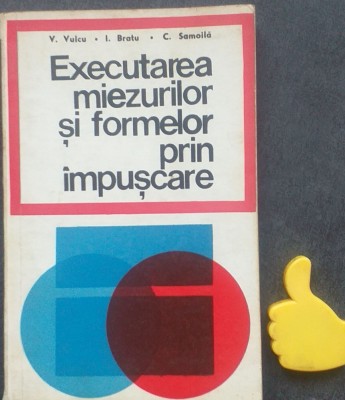 V. Vulcu • I. Bratu • C. Samoilă
Executarea
miezurilor
și formelor
prin
împușcare